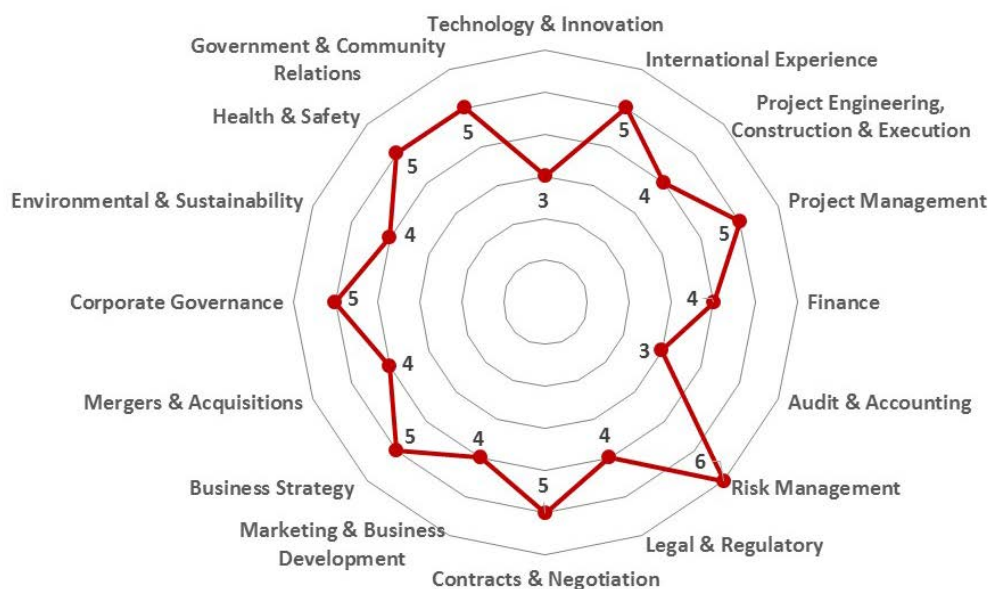 Technology & Innovation
International Experience
Project Engineering,
Construction & Execution
Project Management
Finance
Audit & Accounting
Risk Management
Legal & Regulatory
Contracts & Negotiation
Marketing & Business
Development
Business Strategy
Mergers & Acquisitions
Corporate Governance
Environmental & Sustainability
Health & Safety
Government & Community
Relations
3
5
4
5
4
3
6
4
5
4
5
4
5
4
5
5